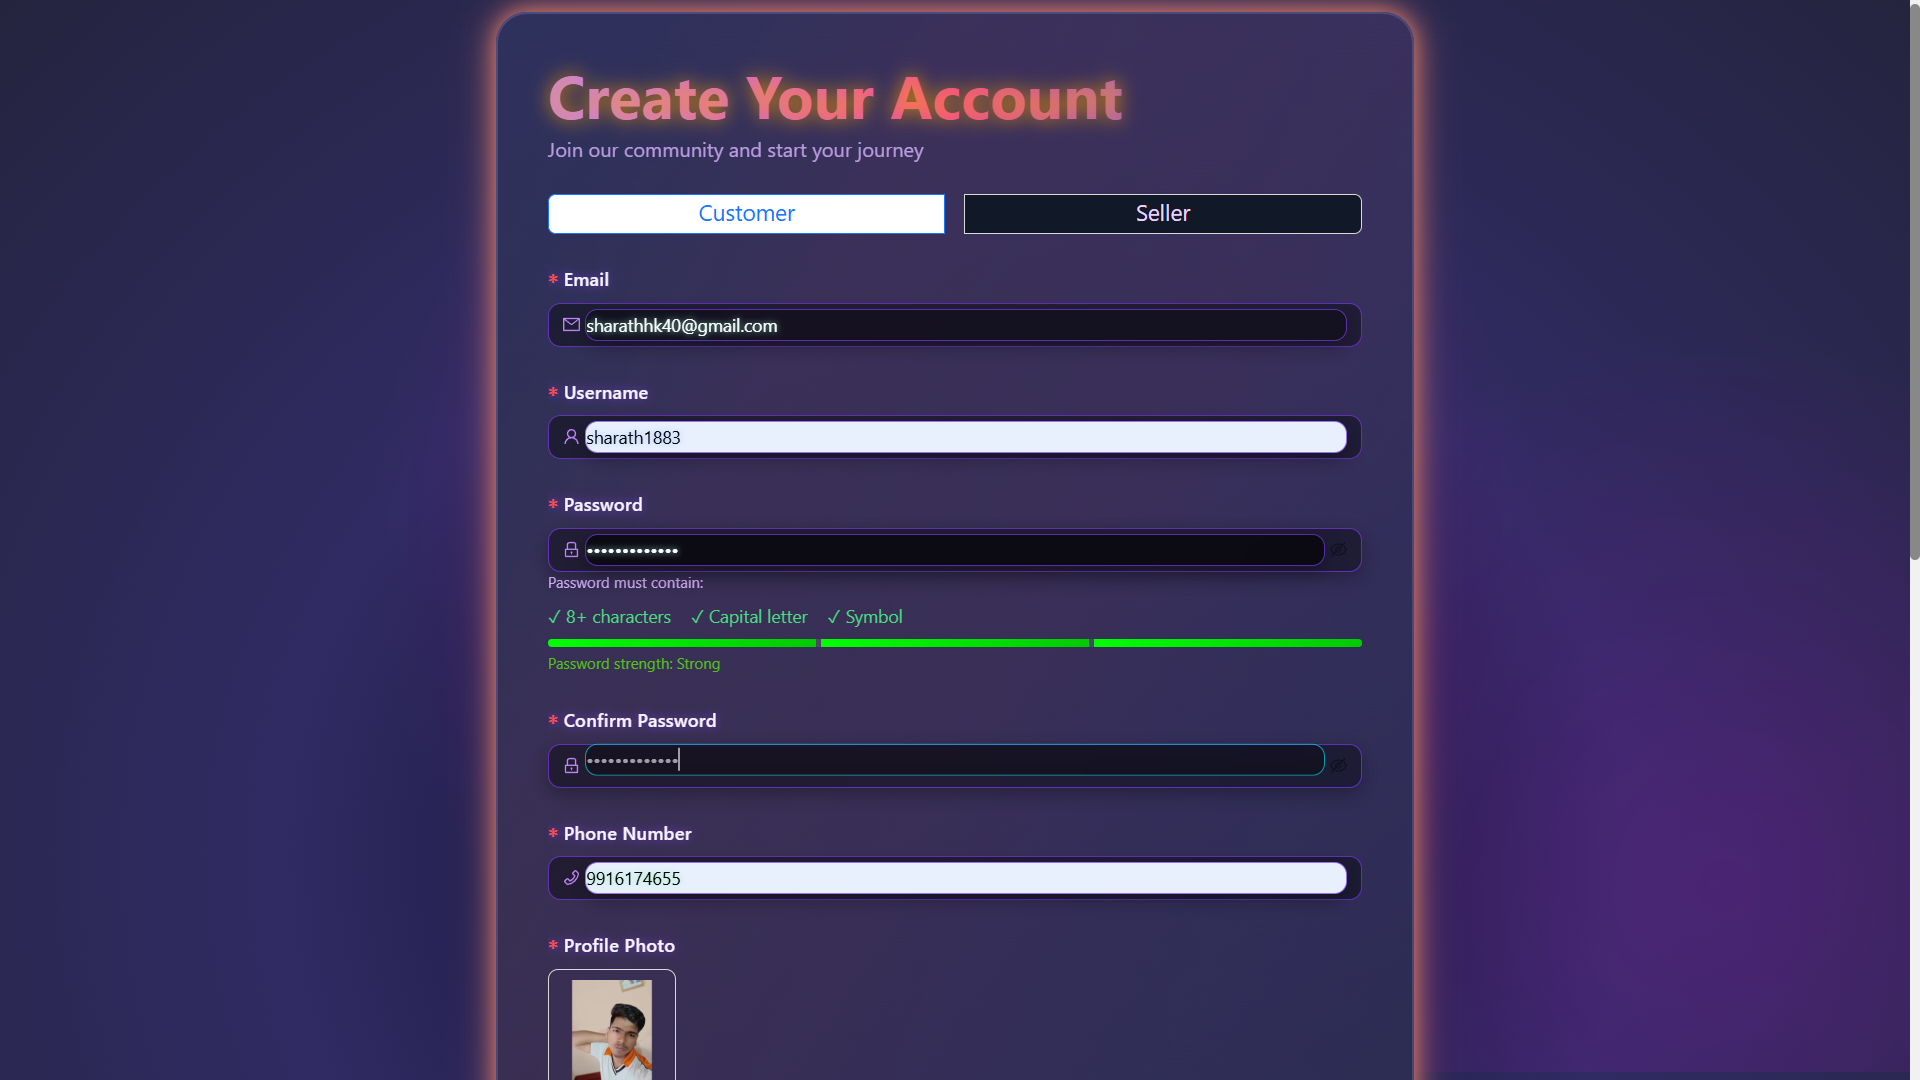 Create Your Account
Join our community and start your journey
Customer Seller
* Email
sharathhk40@gmail.com
* Username
sharath1883
* Password
•••••••••••••
Password must contain:
✓ 8+ characters ✓ Capital letter ✓ Symbol
Password strength: Strong
* Confirm Password
•••••••••••••
* Phone Number
9916174655
* Profile Photo